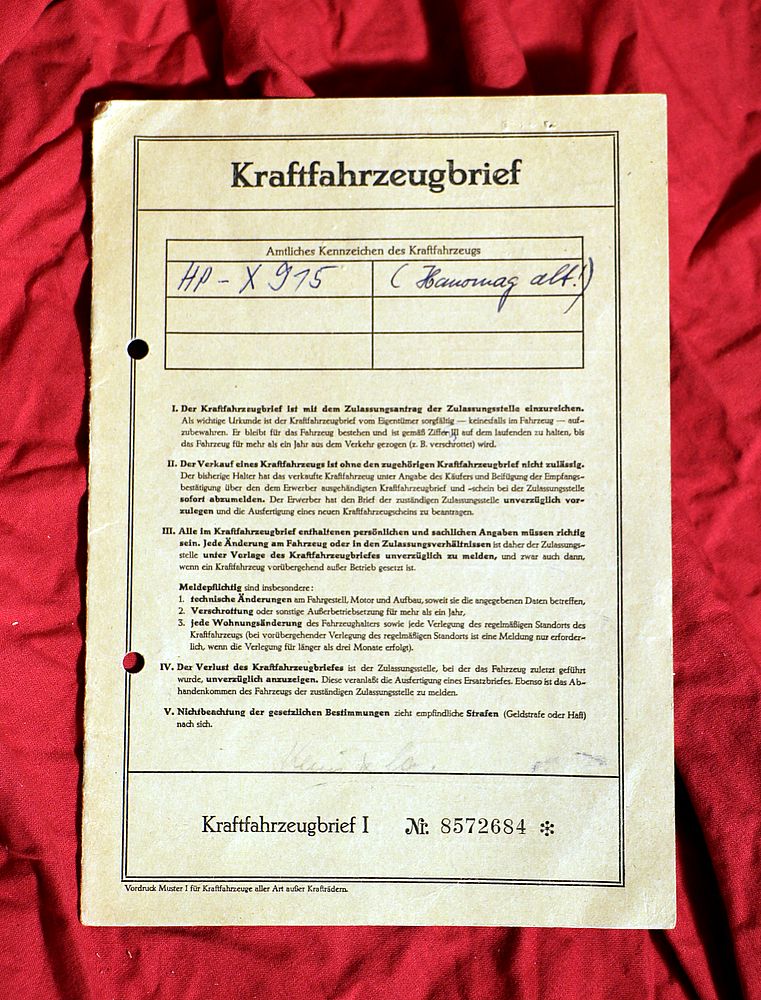 Kraftfahrzeugbrief
Amtliches Kennzeichen des Kraftfahrzeugs
HP - X 915 (Hanomag alt!)
I. Der Kraftfahrzeugbrief ist mit dem Zulassungsantrag der Zulassungsstelle einzureichen.
Als wichtige Urkunde ist der Kraftfahrzeugbrief vom Eigentümer sorgfältig — keinesfalls im Fahrzeug — auf-
zubewahren. Er bleibt für das Fahrzeug bestehen und ist gemäß Ziffer III auf dem laufenden zu halten, bis
das Fahrzeug für mehr als ein Jahr aus dem Verkehr gezogen (z. B. verschrottet) wird.
II. Der Verkauf eines Kraftfahrzeugs ist ohne den zugehörigen Kraftfahrzeugbrief nicht zulässig.
Der bisherige Halter hat das verkaufte Kraftfahrzeug unter Angabe des Käufers und Beifügung der Empfangs-
bestätigung über den dem Erwerber ausgehändigten Kraftfahrzeugbrief und -schein bei der Zulassungsstelle
sofort abzumelden. Der Erwerber hat den Brief der zuständigen Zulassungsstelle unverzüglich vor-
zulegen und die Ausfertigung eines neuen Kraftfahrzeugscheins zu beantragen.
III. Alle im Kraftfahrzeugbrief enthaltenen persönlichen und sachlichen Angaben müssen richtig
sein. Jede Änderung am Fahrzeug oder in den Zulassungsverhältnissen ist daher der Zulassungs-
stelle unter Vorlage des Kraftfahrzeugbriefes unverzüglich zu melden, und zwar auch dann,
wenn ein Kraftfahrzeug vorübergehend außer Betrieb gesetzt ist.
Meldepflichtig sind insbesondere:
1. technische Änderungen am Fahrgestell, Motor und Aufbau, soweit sie die angegebenen Daten betreffen,
2. Verschrottung oder sonstige Außerbetriebsetzung für mehr als ein Jahr,
3. jede Wohnungsänderung des Fahrzeughalters sowie jede Verlegung des regelmäßigen Standorts des
Kraftfahrzeugs (bei vorübergehender Verlegung des regelmäßigen Standorts ist eine Meldung nur erforder-
lich, wenn die Verlegung für länger als drei Monate erfolgt).
IV. Der Verlust des Kraftfahrzeugbriefes ist der Zulassungsstelle, bei der das Fahrzeug zuletzt geführt
wurde, unverzüglich anzuzeigen. Diese veranlaßt die Ausfertigung eines Ersatzbriefes. Ebenso ist das Ab-
handenkommen des Fahrzeugs der zuständigen Zulassungsstelle zu melden.
V. Nichtbeachtung der gesetzlichen Bestimmungen zieht empfindliche Strafen (Geldstrafe oder Haft)
nach sich.
Kraftfahrzeugbrief I Nr. 8572684 *
Vordruck Muster I für Kraftfahrzeuge aller Art außer Krafträdern.